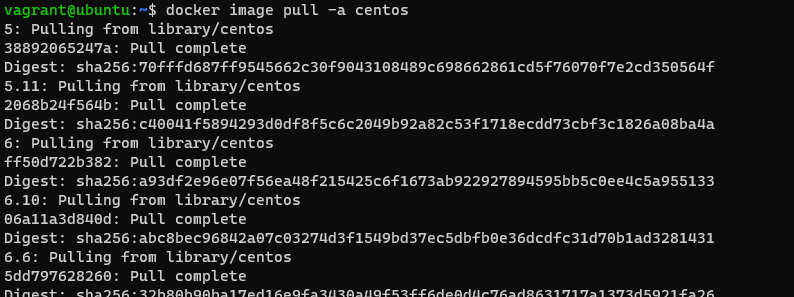 vagrant@ubuntu:~$ docker image pull -a centos
5: Pulling from library/centos
38892065247a: Pull complete
Digest: sha256:70fffd687ff9545662c30f9043108489c698662861cd5f76070f7e2cd350564f
5.11: Pulling from library/centos
2068b24f564b: Pull complete
Digest: sha256:c40041f5894293d0df8f5c6c2049b92a82c53f1718ecdd73cbf3c1826a08ba4a
6: Pulling from library/centos
ff50d722b382: Pull complete
Digest: sha256:a93df2e96e07f56ea48f215425c6f1673ab922927894595bb5c0ee4c5a955133
6.10: Pulling from library/centos
06a11a3d840d: Pull complete
Digest: sha256:abc8bec96842a07c03274d3f1549bd37ec5dbfb0e36dcdfc31d70b1ad3281431
6.6: Pulling from library/centos
5dd797628260: Pull complete
Digest: sha256:32b80b90ba17ed16e9fa3430a49f53ff6de0d4c76ad8631717a1373d5921fa26